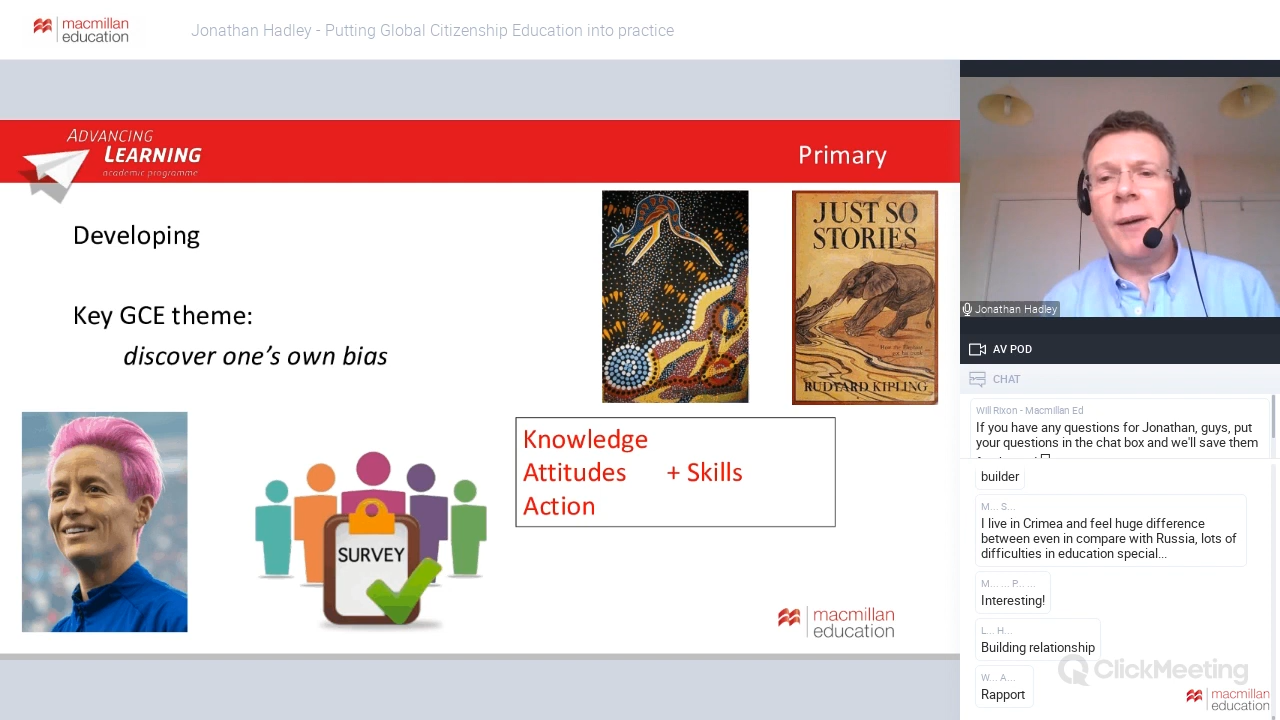 macmillan
education
Jonathan Hadley - Putting Global Citizenship Education into practice
ADVANCING
LEARNING
academic programme
Primary
Developing
Key GCE theme:
discover one's own bias
JUST SO
STORIES
RUDYARD KIPLING
SURVEY
Knowledge
Attitudes + Skills
Action
macmillan
education
Jonathan Hadley
AV POD
CHAT
Will Rixon - Macmillan Ed
If you have any questions for Jonathan, guys, put
your questions in the chat box and we'll save them
builder
M... S...
I live in Crimea and feel huge difference
between even in compare with Russia, lots of
difficulties in education special...
M... ... P... ...
Interesting!
L... H...
Building relationship
W... A...
Rapport
ClickMeeting
macmillan
education